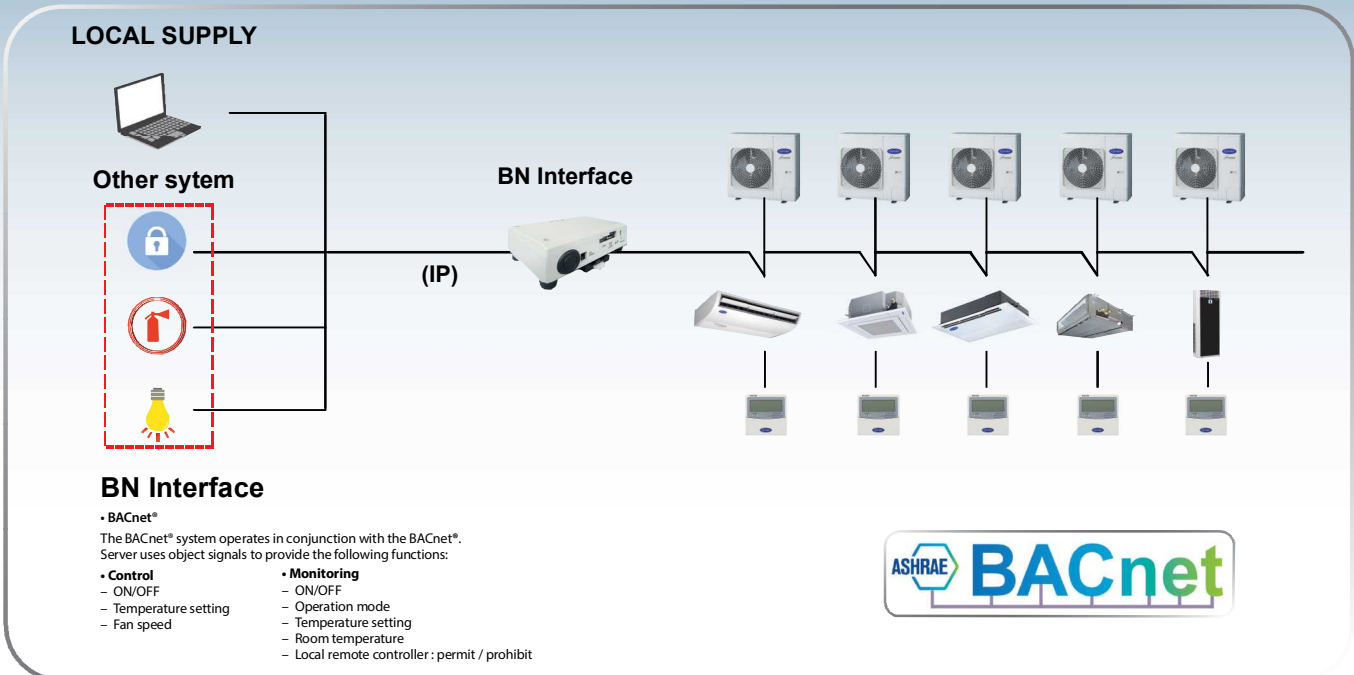 LOCAL SUPPLY
Other sytem
BN Interface
(IP)
BN Interface
• BACnet®
The BACnet® system operates in conjunction with the BACnet®.
Server uses object signals to provide the following functions:
• Control
– ON/OFF
– Temperature setting
– Fan speed
• Monitoring
– ON/OFF
– Operation mode
– Temperature setting
– Room temperature
– Local remote controller : permit / prohibit
ASHRAE BACnet